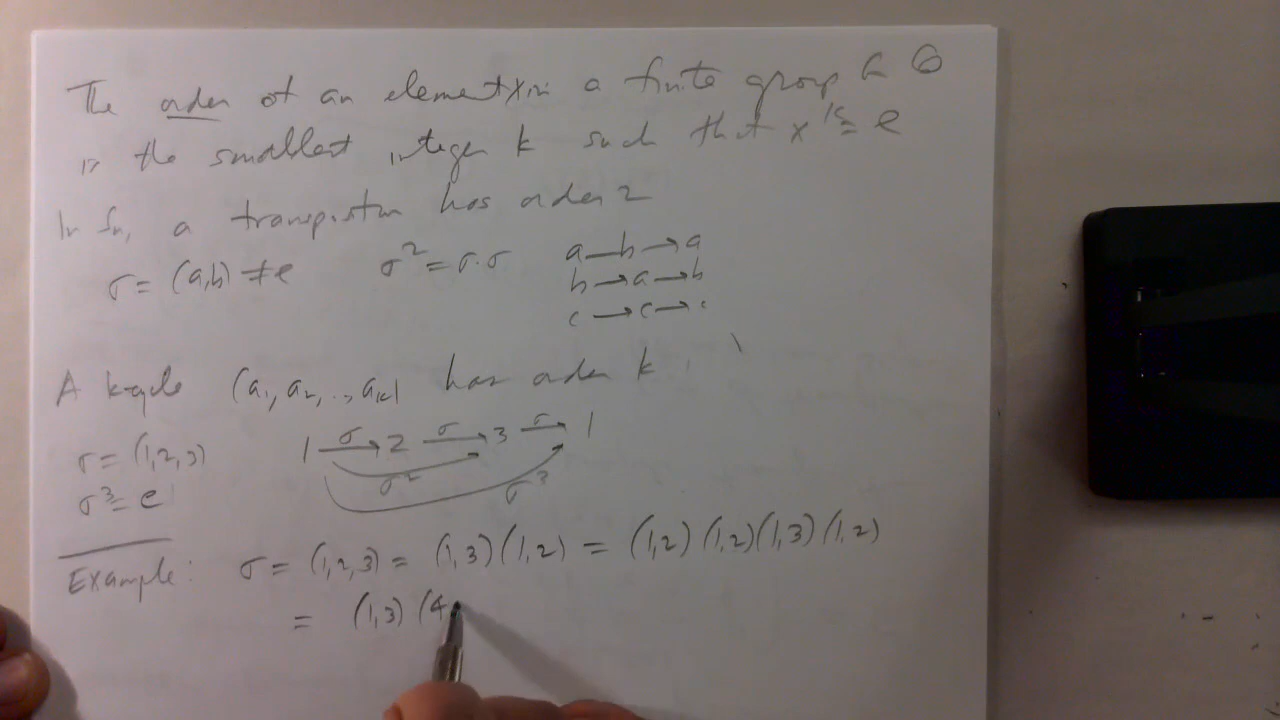 The order of an element x in a finite group G G
is the smallest integer k such that x^k = e
In Sn, a transposition has order 2
σ = (a,b) ≠ e σ² = σ·σ a — b → a
b → a → b
c → c → c
A k-cycle (a₁, a₂, .., aₖ) has order k
σ = (1,2,3) 1 σ→ 2 σ→ 3 σ→ 1
σ³ = e σ² σ³
Example: σ = (1,2,3) = (1,3)(1,2) = (1,2)(1,2)(1,3)(1,2)
= (1,3)(4